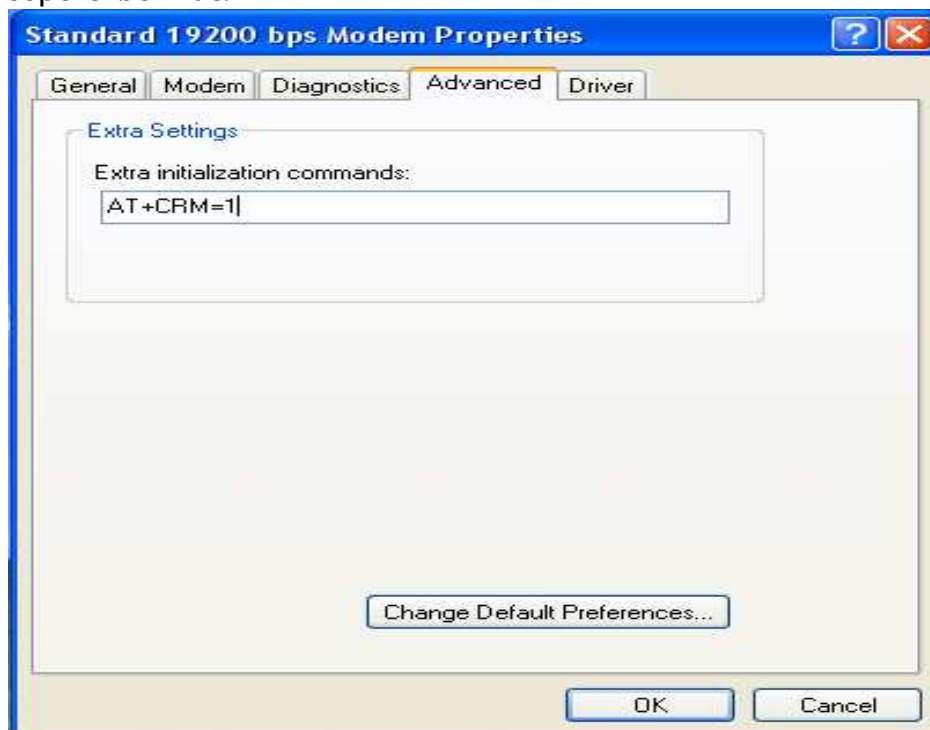 Standard 19200 bps Modem Properties
General Modem Diagnostics Advanced Driver
Extra Settings
Extra initialization commands:
AT+CRM=1
Change Default Preferences...
OK Cancel